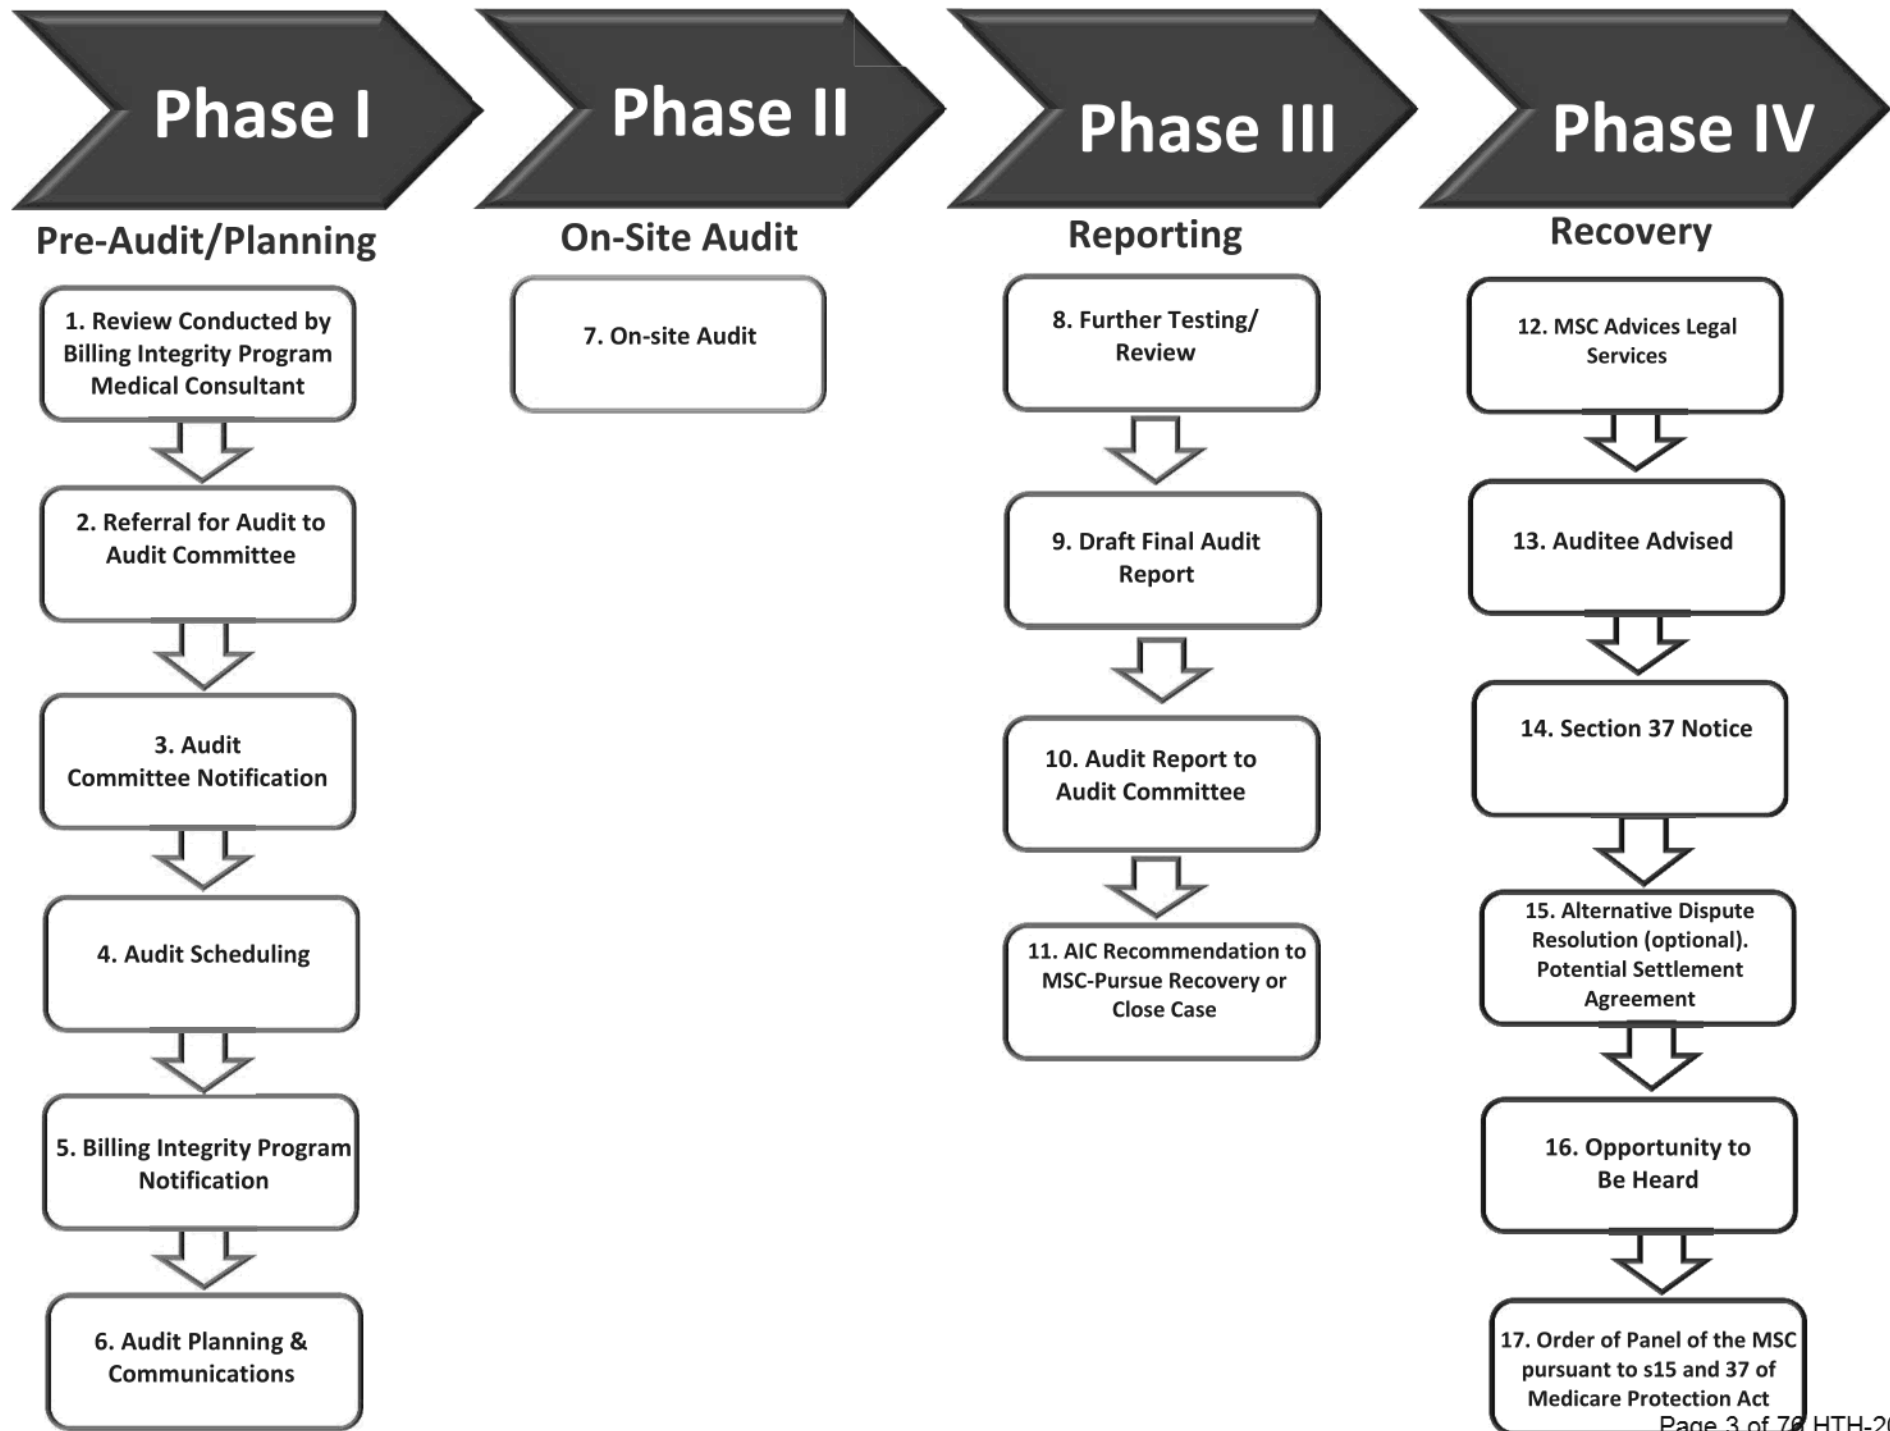 Phase I
Pre-Audit/Planning
1. Review Conducted by
Billing Integrity Program
Medical Consultant
2. Referral for Audit to
Audit Committee
3. Audit
Committee Notification
4. Audit Scheduling
5. Billing Integrity Program
Notification
6. Audit Planning &
Communications
Phase II
On-Site Audit
7. On-site Audit
Phase III
Reporting
8. Further Testing/
Review
9. Draft Final Audit
Report
10. Audit Report to
Audit Committee
11. AIC Recommendation to
MSC-Pursue Recovery or
Close Case
Phase IV
Recovery
12. MSC Advices Legal
Services
13. Auditee Advised
14. Section 37 Notice
15. Alternative Dispute
Resolution (optional).
Potential Settlement
Agreement
16. Opportunity to
Be Heard
17. Order of Panel of the MSC
pursuant to s15 and 37 of
Medicare Protection Act
Page 3 of 76 HTH-20